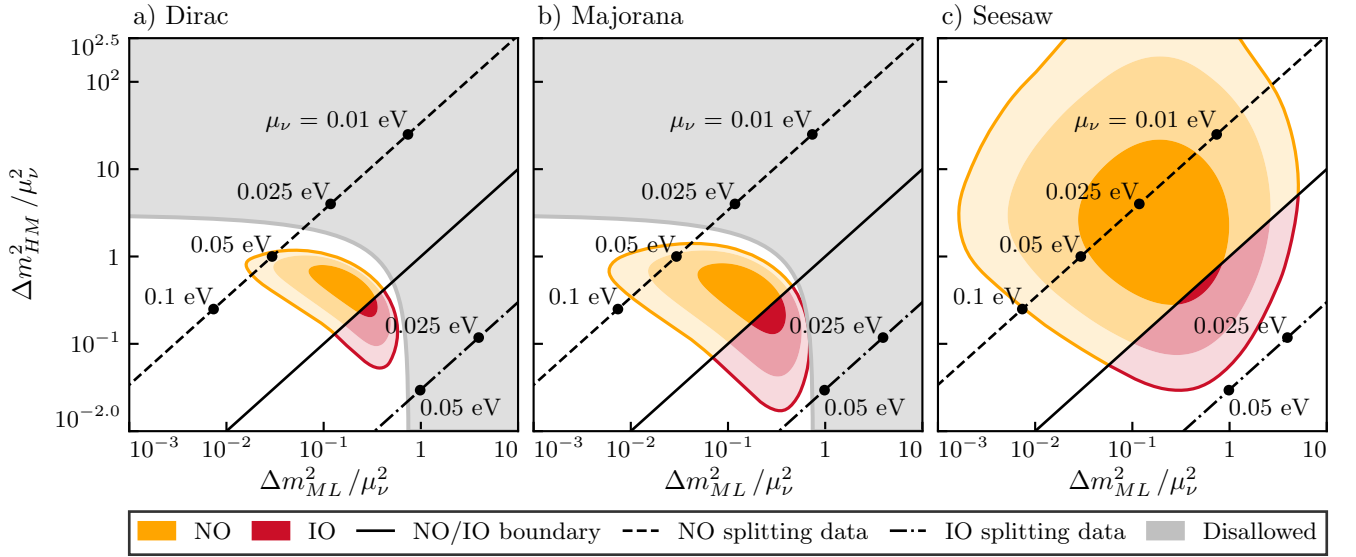 a) Dirac
b) Majorana
c) Seesaw
Δm²_HM /μ²_ν
10^2.5
10^2
10
1
10^−1
10^−2.0
μ_ν = 0.01 eV
0.025 eV
0.05 eV
0.1 eV
0.025 eV
0.05 eV
μ_ν = 0.01 eV
0.025 eV
0.05 eV
0.1 eV
0.025 eV
0.05 eV
μ_ν = 0.01 eV
0.025 eV
0.05 eV
0.1 eV
0.025 eV
0.05 eV
10^−3 10^−2 10^−1 1 10
10^−3 10^−2 10^−1 1 10
10^−3 10^−2 10^−1 1 10
Δm²_ML /μ²_ν
Δm²_ML /μ²_ν
Δm²_ML /μ²_ν
NO IO NO/IO boundary NO splitting data IO splitting data Disallowed